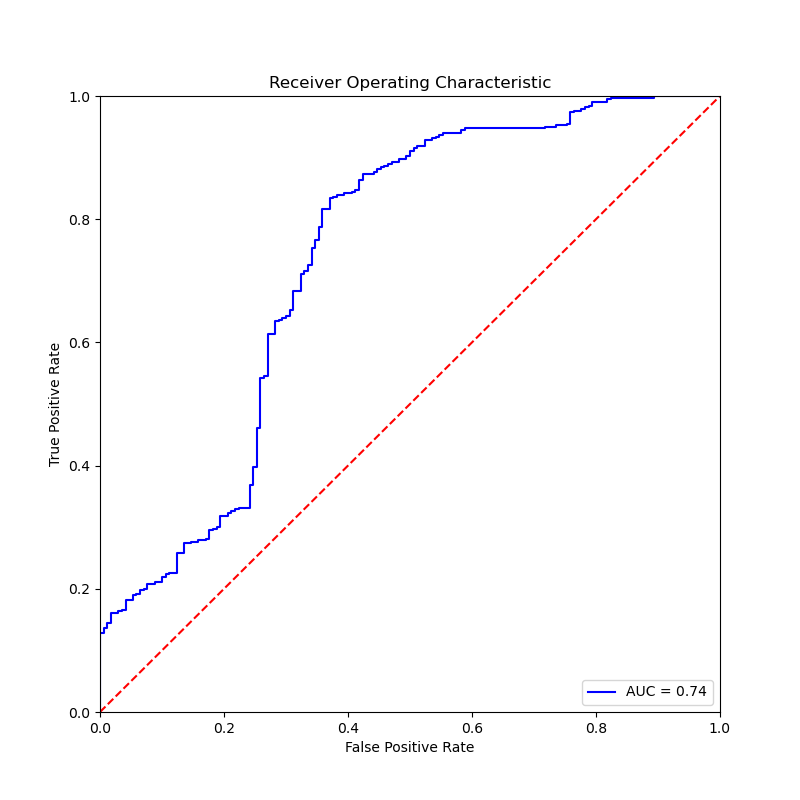 Receiver Operating Characteristic
1.0
0.8
0.6
0.4
0.2
0.0
True Positive Rate
AUC = 0.74
0.0 0.2 0.4 0.6 0.8 1.0
False Positive Rate